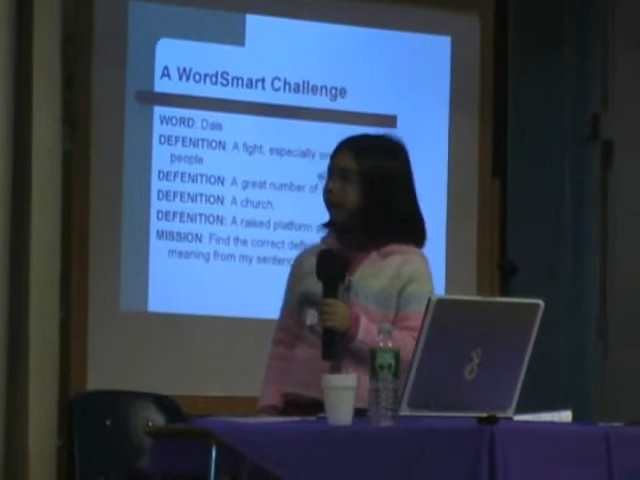 A WordSmart Challenge
WORD: Dais
DEFENITION: A fight, especially
people
DEFENITION: A great number of
DEFENITION: A church.
DEFENITION: A raised platform
MISSION: Find the correct
meaning from my